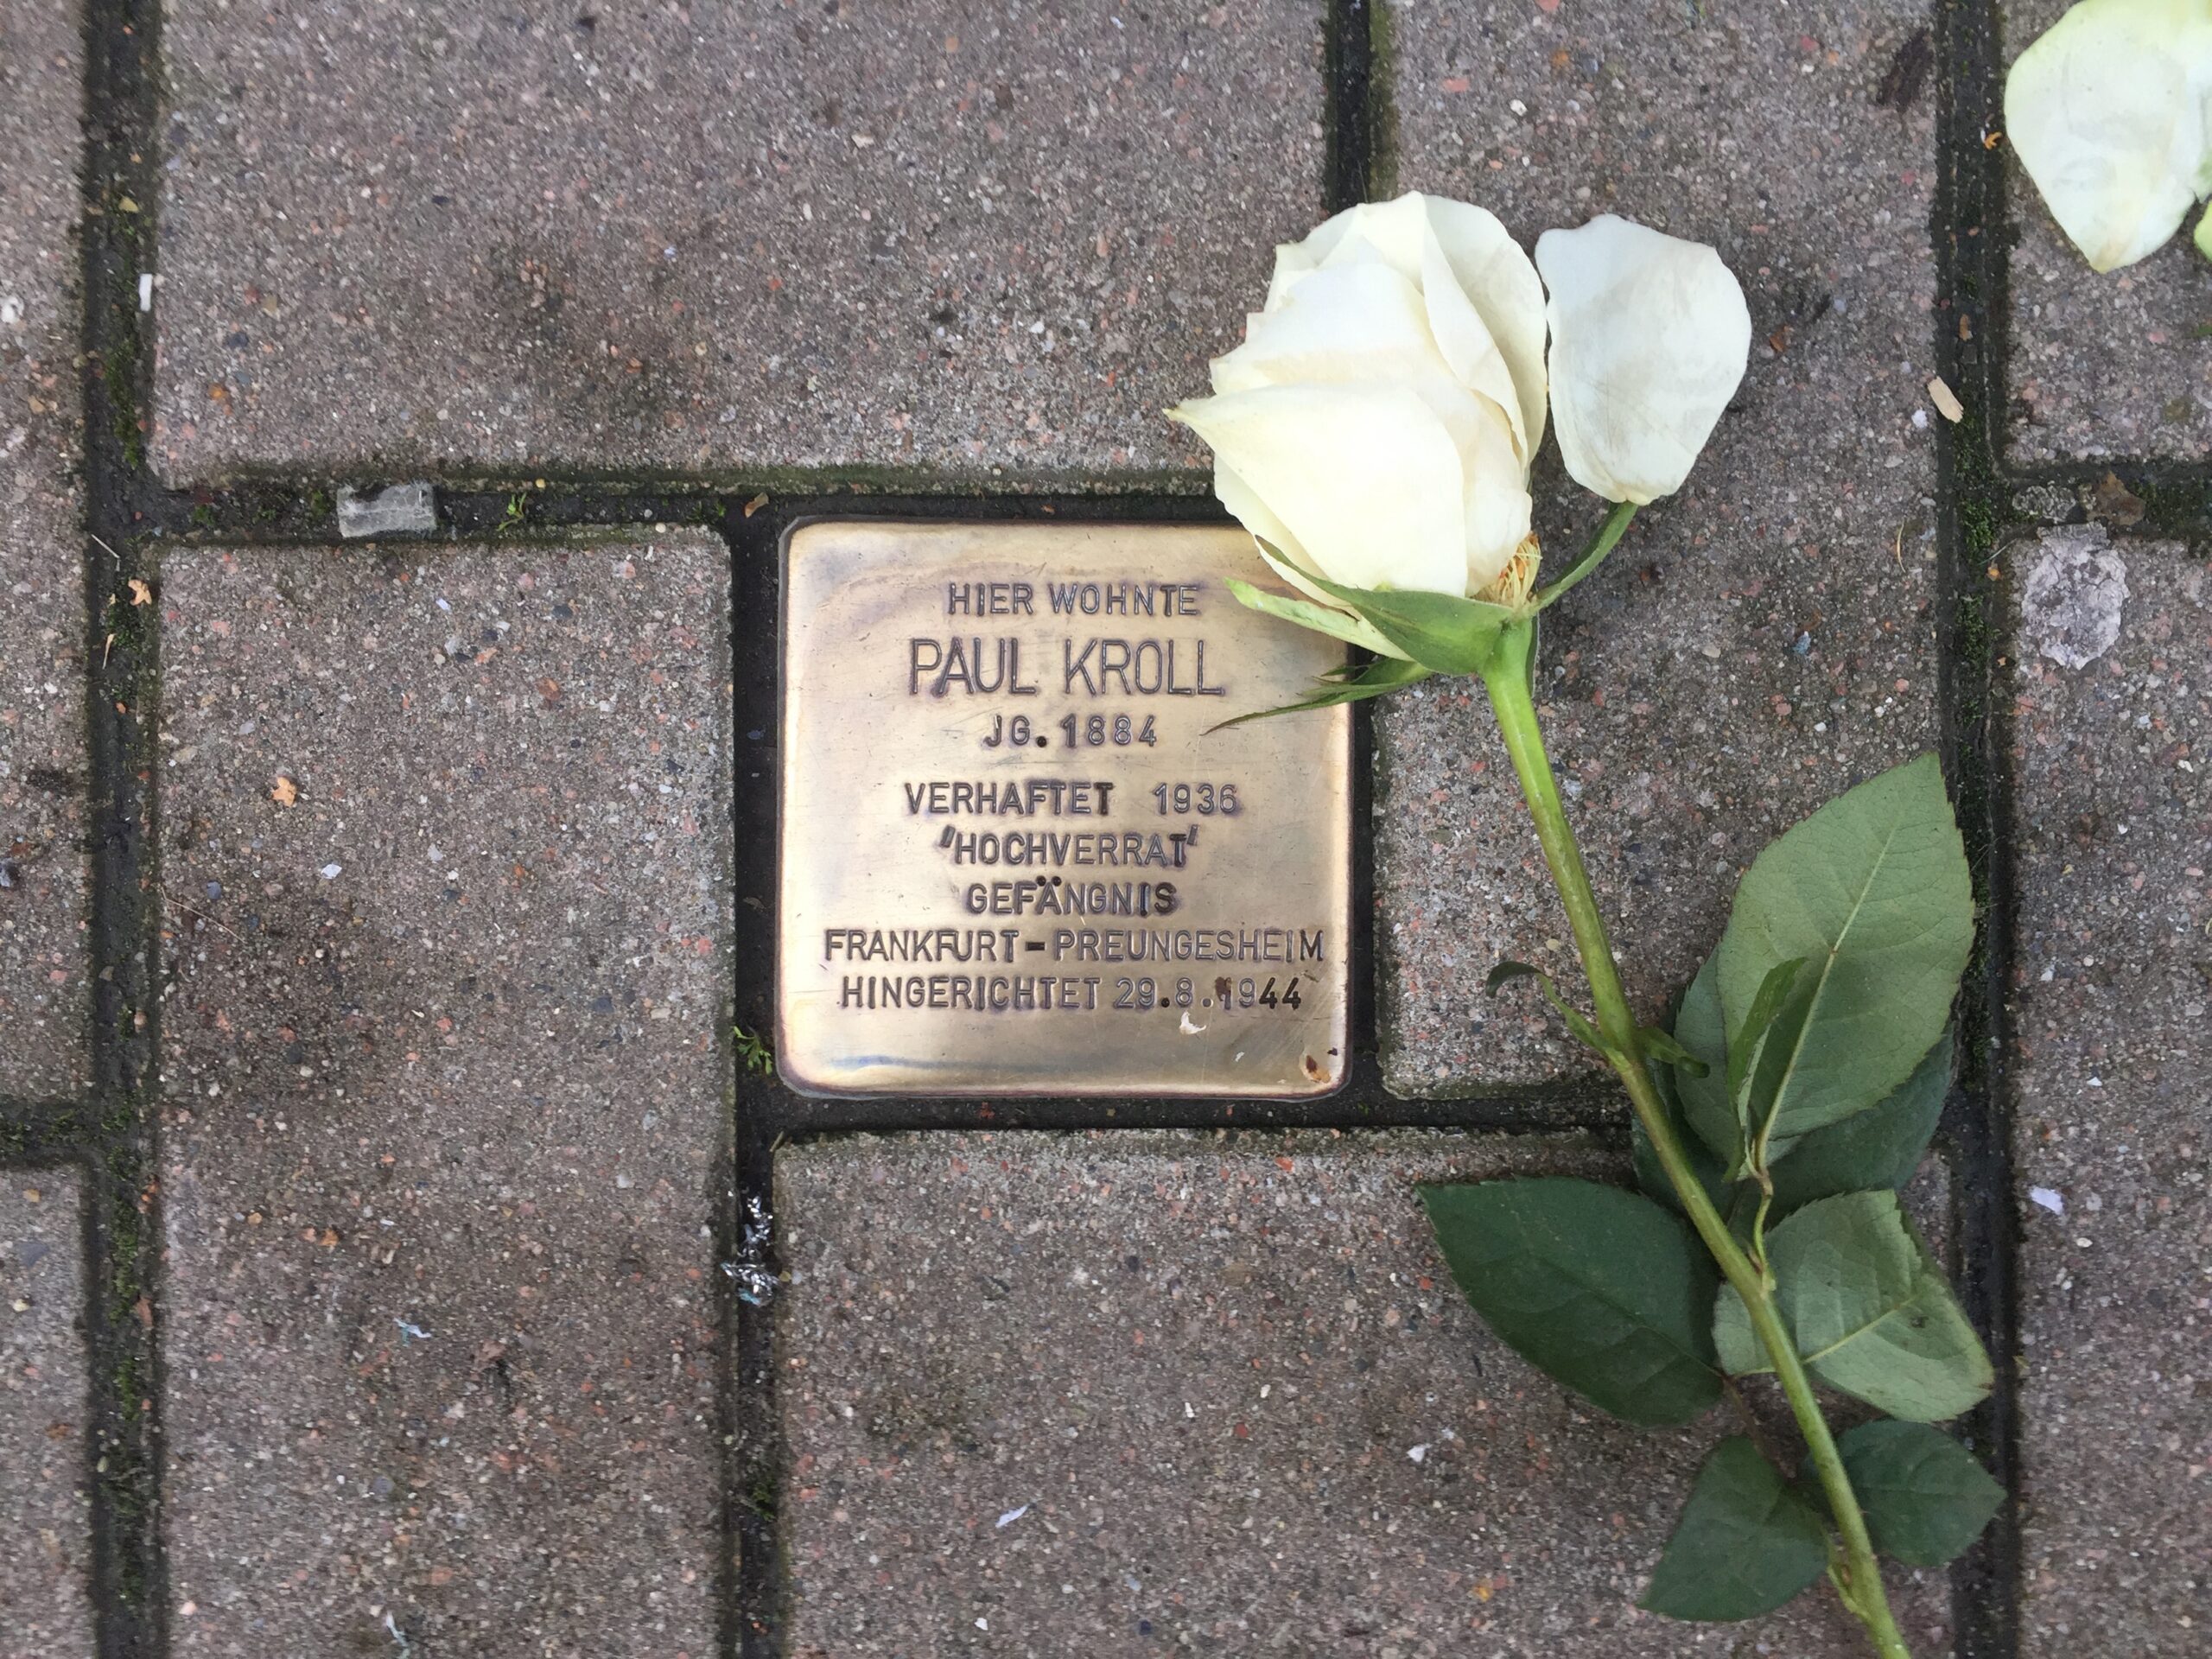 HIER WOHNTE
PAUL KROLL
JG. 1884
VERHAFTET 1936
"HOCHVERRAT"
GEFÄNGNIS
FRANKFURT-PREUNGESHEIM
HINGERICHTET 29.8.1944